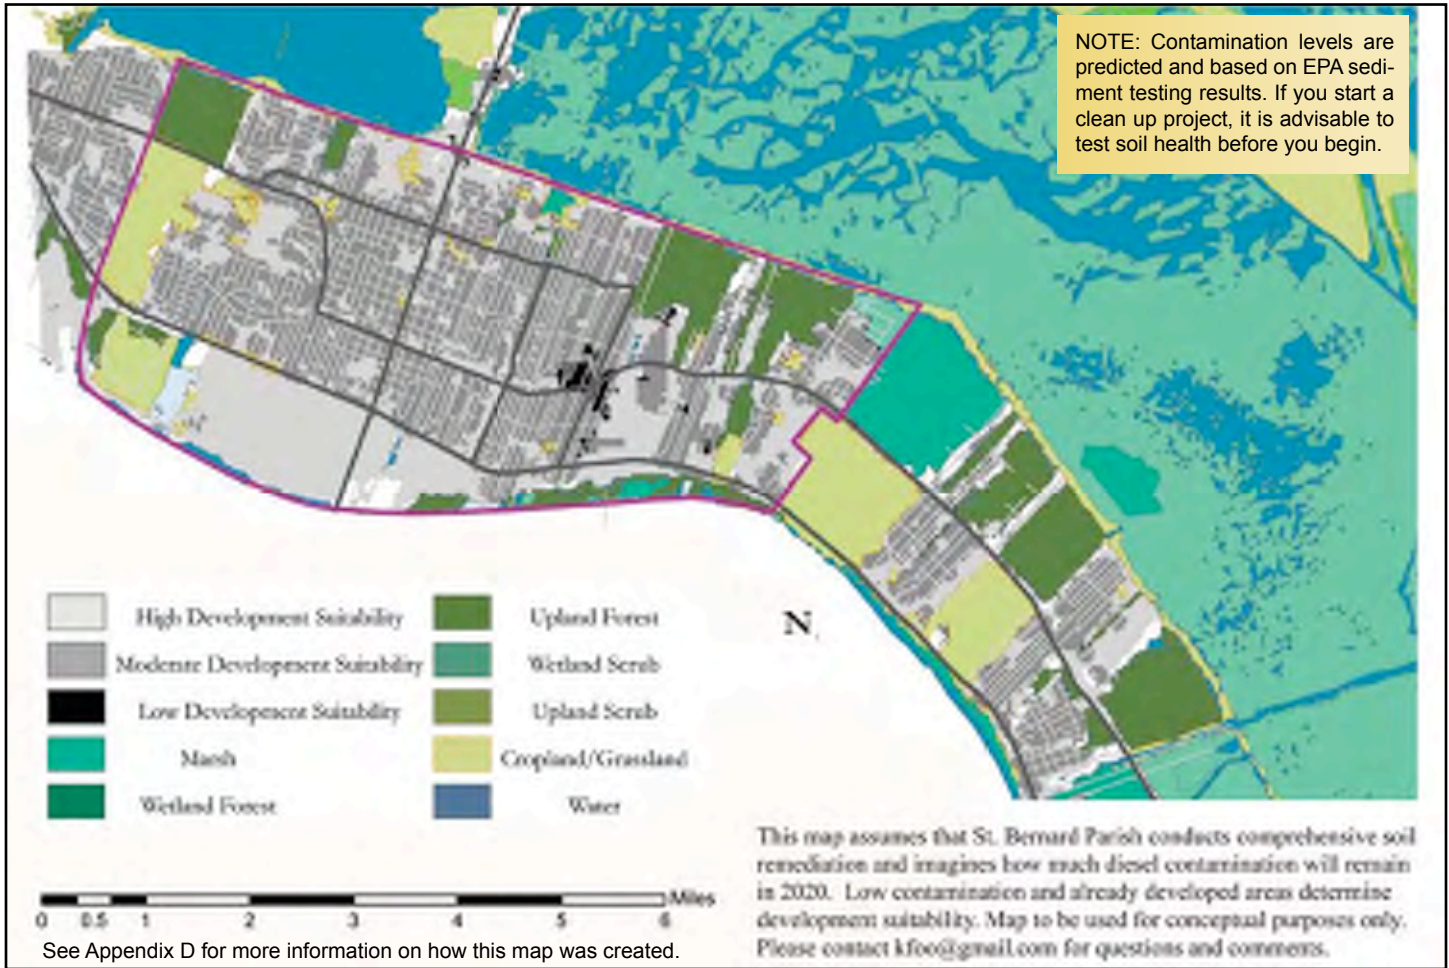 NOTE: Contamination levels are
predicted and based on EPA sedi-
ment testing results. If you start a
clean up project, it is advisable to
test soil health before you begin.
High Development Suitability
Moderate Development Suitability
Low Development Suitability
Marsh
Wetland Forest
Upland Forest
Wetland Scrub
Upland Scrub
Cropland/Grassland
Water
N
0 0.5 1 2 3 4 5 6 Miles
See Appendix D for more information on how this map was created.
This map assumes that St. Bernard Parish conducts comprehensive soil
remediation and imagines how much diesel contamination will remain
in 2020. Low contamination and already developed areas determine
development suitability. Map to be used for conceptual purposes only.
Please contact kfoo@gmail.com for questions and comments.